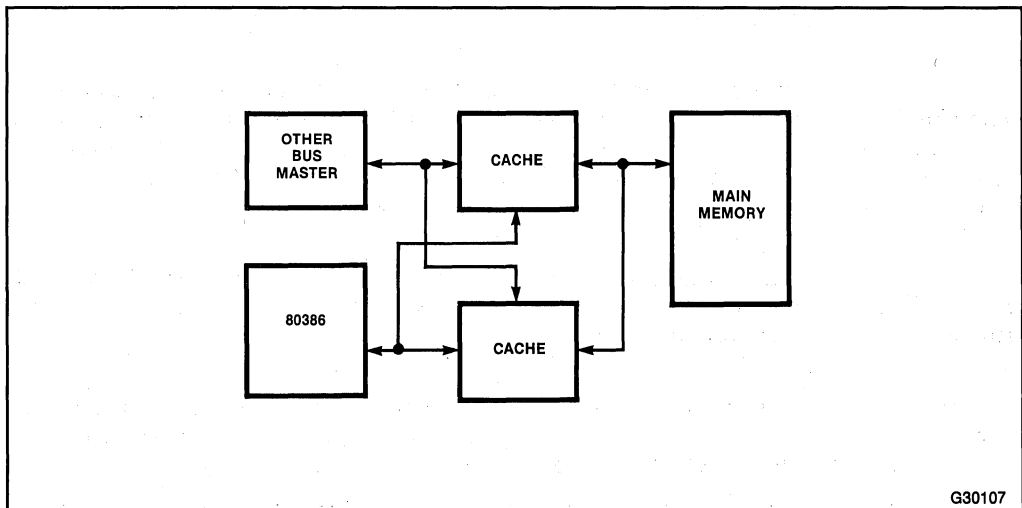 OTHER
BUS
MASTER
CACHE
MAIN
MEMORY
80386
CACHE
G30107